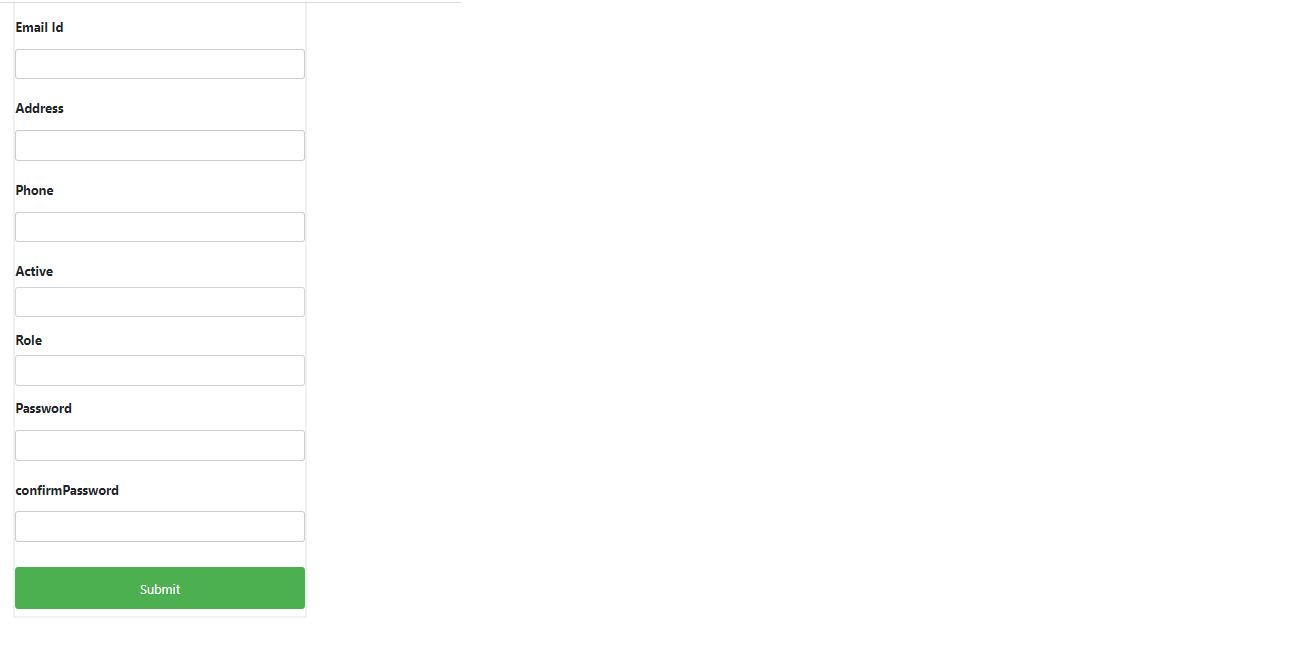 Email Id
Address
Phone
Active
Role
Password
confirmPassword
Submit